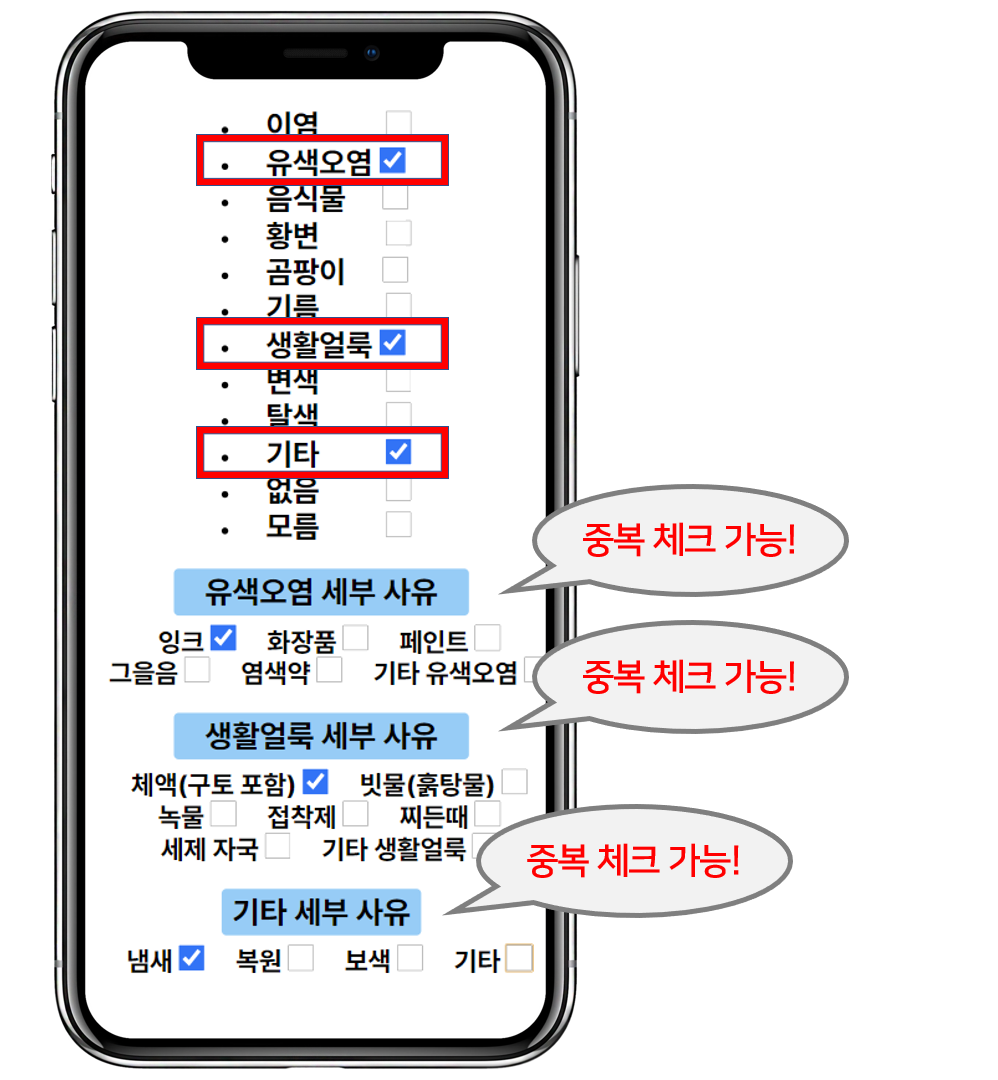 • 이염
• 유색오염
• 음식물
• 황변
• 곰팡이
• 기름
• 생활얼룩
• 변색
• 탈색
• 기타
• 없음
• 모름
중복 체크 가능!
유색오염 세부 사유
잉크 화장품 페인트
그을음 염색약 기타 유색오염
중복 체크 가능!
생활얼룩 세부 사유
체액(구토 포함) 빗물(흙탕물)
녹물 접착제 찌든때
세제 자국 기타 생활얼룩
중복 체크 가능!
기타 세부 사유
냄새 복원 보색 기타